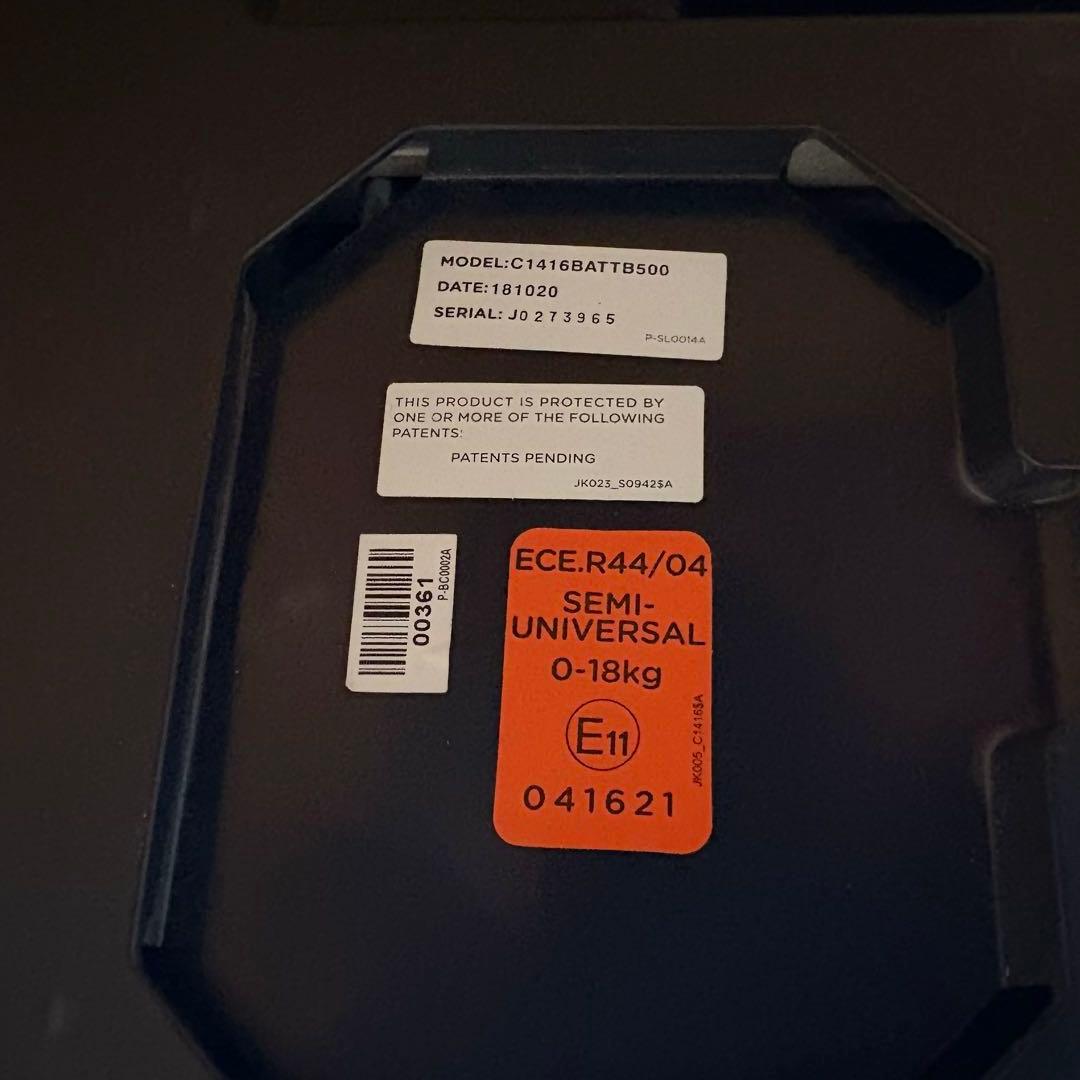 MODEL:C1416BATTB500
DATE:181020
SERIAL: J0273965
P-SL0014A
THIS PRODUCT IS PROTECTED BY
ONE OR MORE OF THE FOLLOWING
PATENTS:
PATENTS PENDING
JK023_S0942$A
00361
P-BC0002A
ECE.R44/04
SEMI-
UNIVERSAL
0-18kg
E11
041621
JK005_C1416$A